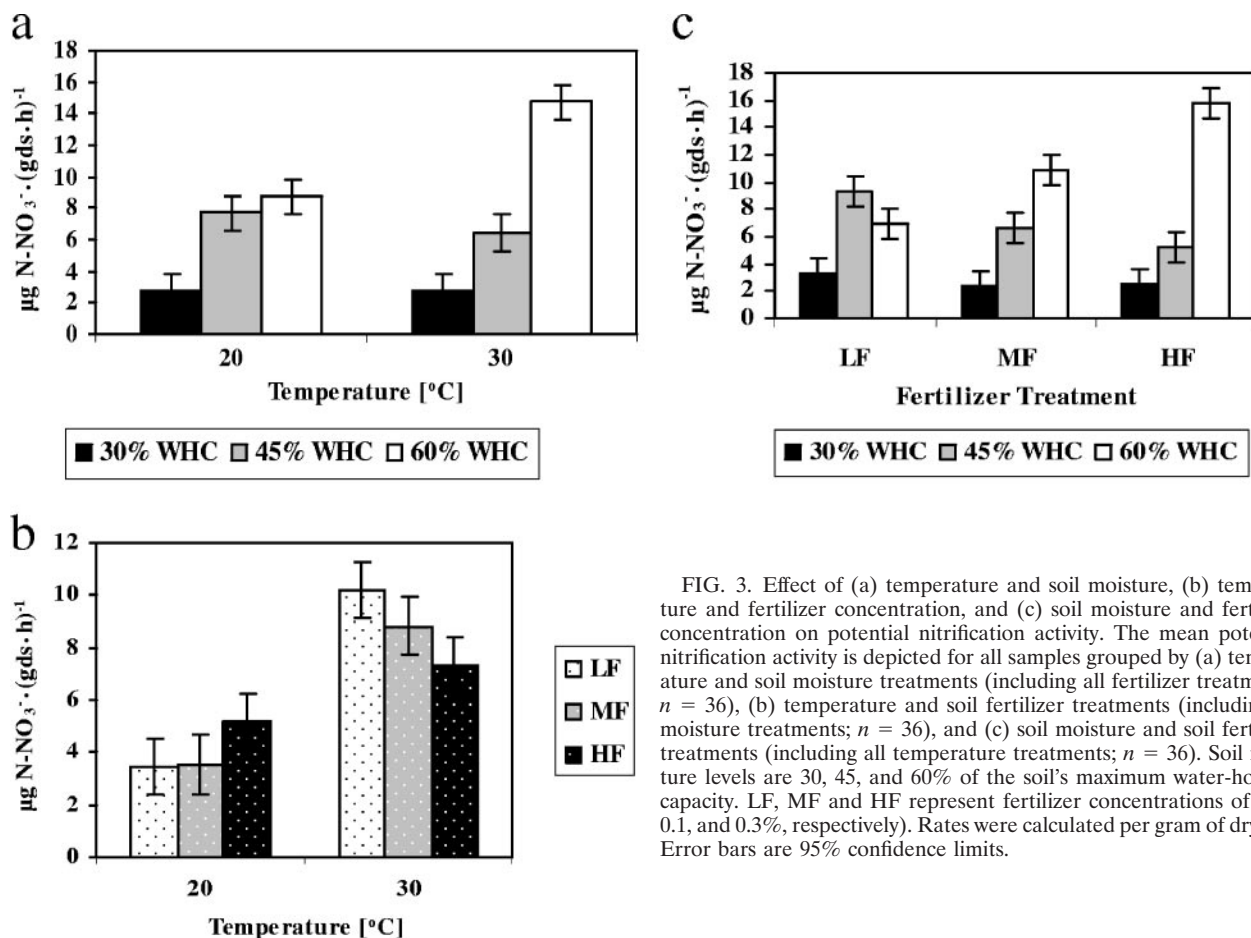 a
18
16
14
12
10
8
6
4
2
0
µg N-NO3-·(gds·h)-1
20 30
Temperature [oC]
30% WHC 45% WHC 60% WHC
c
18
16
14
12
10
8
6
4
2
0
µg N-NO3-·(gds·h)-1
LF MF HF
Fertilizer Treatment
30% WHC 45% WHC 60% WHC
b
12
10
8
6
4
2
0
µg N-NO3-·(gds·h)-1
20 30
Temperature [oC]
LF
MF
HF
FIG. 3. Effect of (a) temperature and soil moisture, (b) tem
ture and fertilizer concentration, and (c) soil moisture and fert
concentration on potential nitrification activity. The mean pot
nitrification activity is depicted for all samples grouped by (a) ten
ature and soil moisture treatments (including all fertilizer treatm
n = 36), (b) temperature and soil fertilizer treatments (includin
moisture treatments; n = 36), and (c) soil moisture and soil fert
treatments (including all temperature treatments; n = 36). Soil
ture levels are 30, 45, and 60% of the soil's maximum water-ho
capacity. LF, MF and HF represent fertilizer concentrations of
0.1, and 0.3%, respectively). Rates were calculated per gram of dry
Error bars are 95% confidence limits.